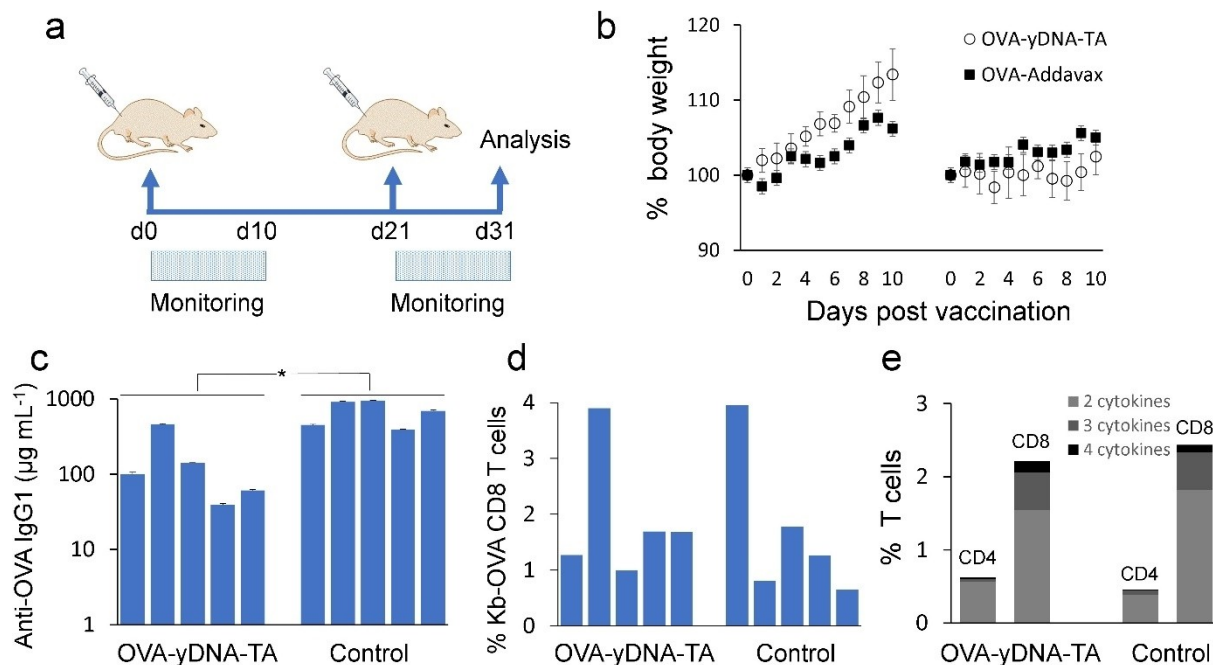 a
Analysis
d0 d10 d21 d31
Monitoring Monitoring
b
% body weight
120
110
100
90
OVA-yDNA-TA
OVA-Addavax
0 2 4 6 8 10 0 2 4 6 8 10
Days post vaccination
c
Anti-OVA IgG1 (µg mL⁻¹)
1000
100
10
1
*
OVA-yDNA-TA Control
d
% Kb-OVA CD8 T cells
4
3
2
1
0
OVA-yDNA-TA Control
e
% T cells
3
2
1
0
2 cytokines
3 cytokines
4 cytokines
CD4 CD8 CD4 CD8
OVA-yDNA-TA Control